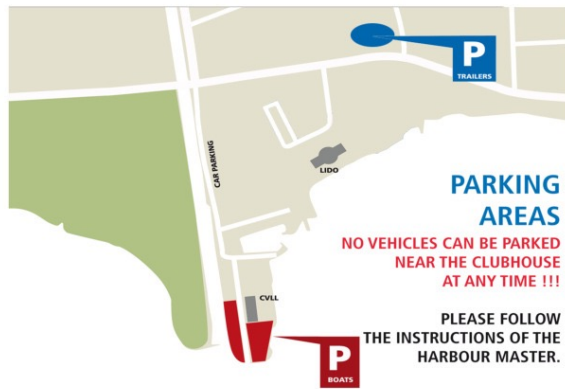 P
TRAILERS
CAR PARKING
LIDO
PARKING
AREAS
NO VEHICLES CAN BE PARKED
NEAR THE CLUBHOUSE
AT ANY TIME !!!
CVLL
PLEASE FOLLOW
THE INSTRUCTIONS OF THE
HARBOUR MASTER.
P
BOATS